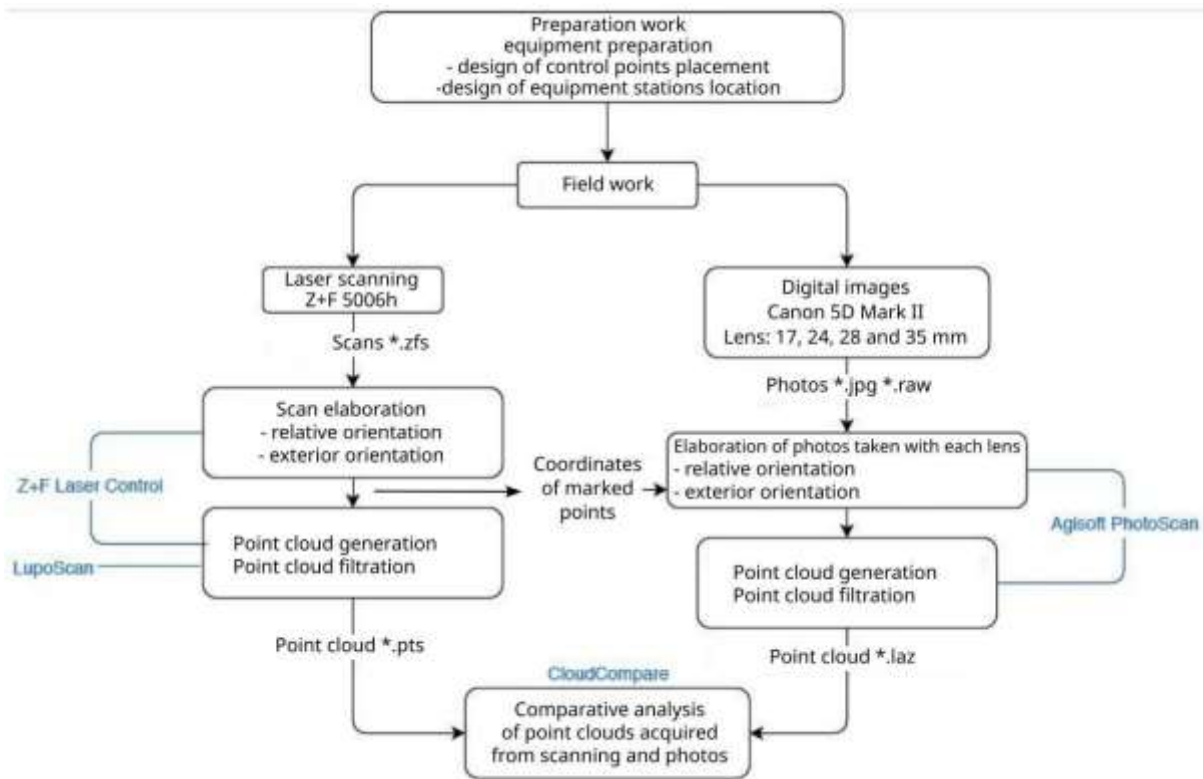 Preparation work
equipment preparation
- design of control points placement
-design of equipment stations location
Field work
Laser scanning
Z+F 5006h
Digital images
Canon 5D Mark II
Lens: 17, 24, 28 and 35 mm
Scans *.zfs
Photos *.jpg *.raw
Scan elaboration
- relative orientation
- exterior orientation
Z+F Laser Control
Coordinates
of marked
points
Elaboration of photos taken with each lens
- relative orientation
- exterior orientation
Agisoft PhotoScan
Point cloud generation
Point cloud filtration
LupoScan
Point cloud generation
Point cloud filtration
Point cloud *.pts
Point cloud *.laz
CloudCompare
Comparative analysis
of point clouds acquired
from scanning and photos